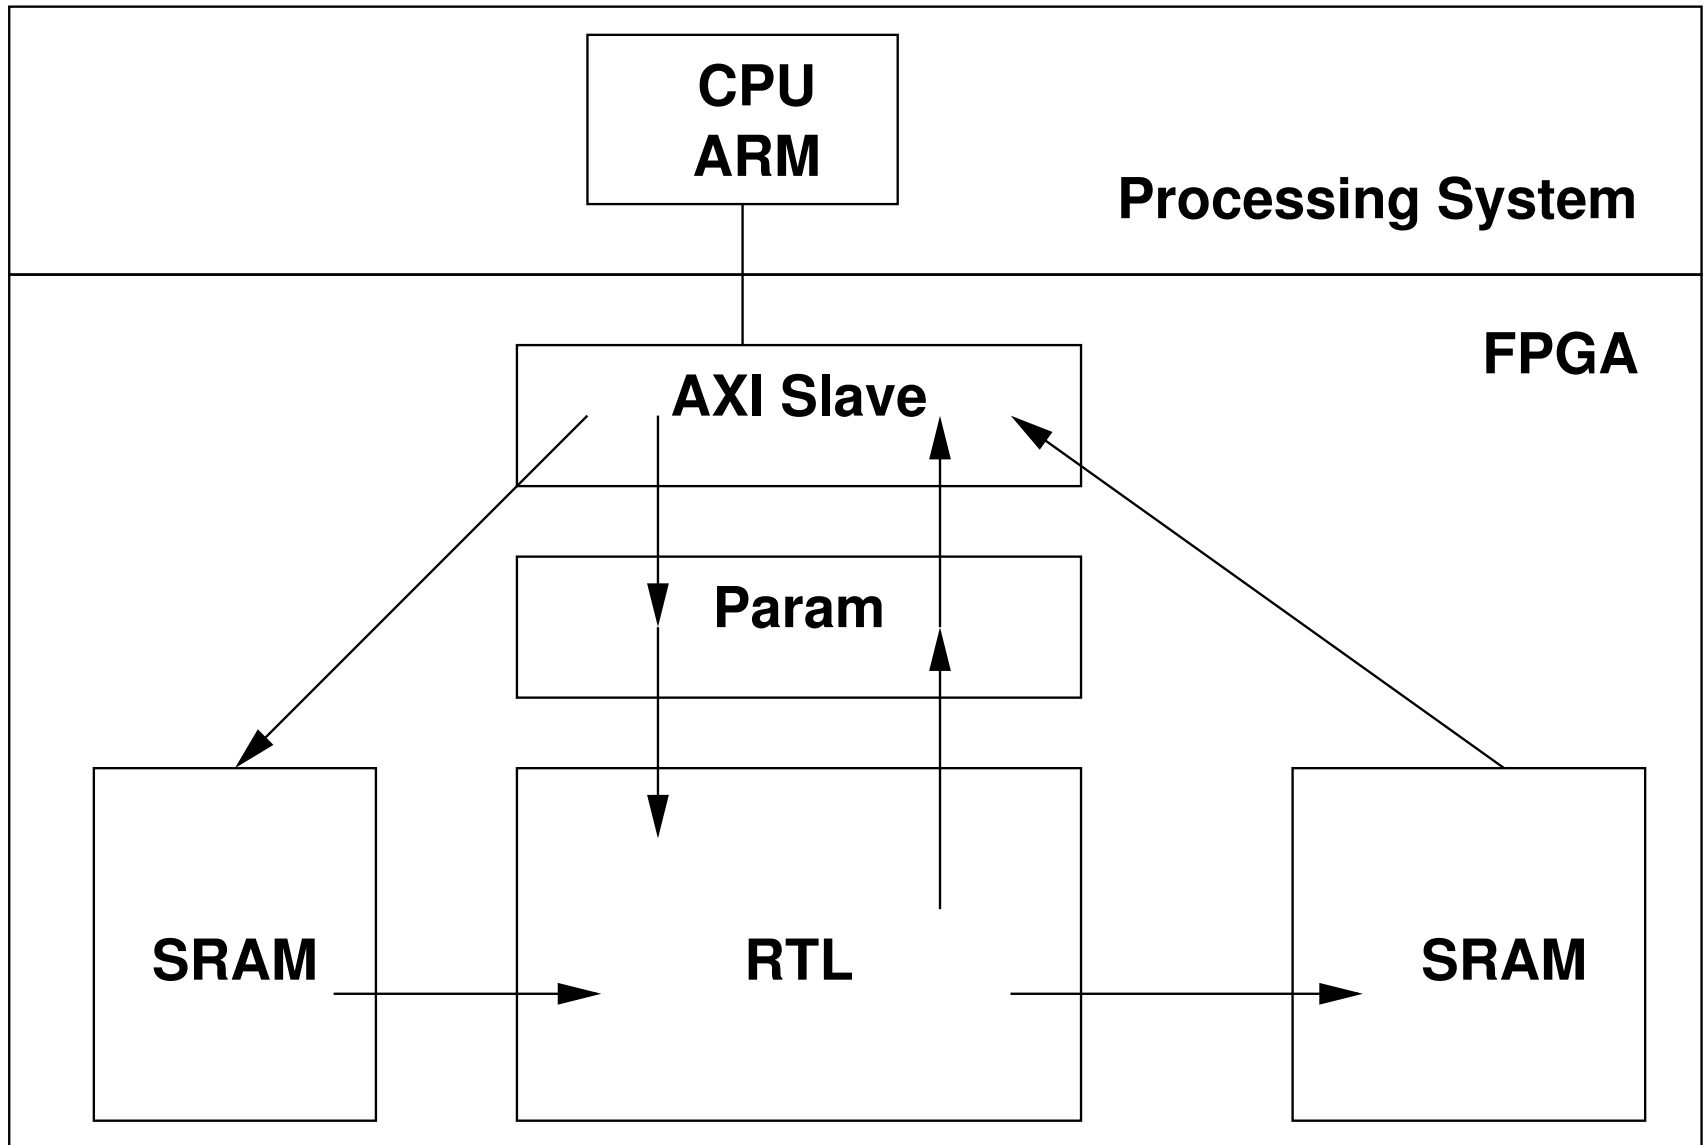 CPU
ARM
Processing System
FPGA
AXI Slave
Param
SRAM
RTL
SRAM